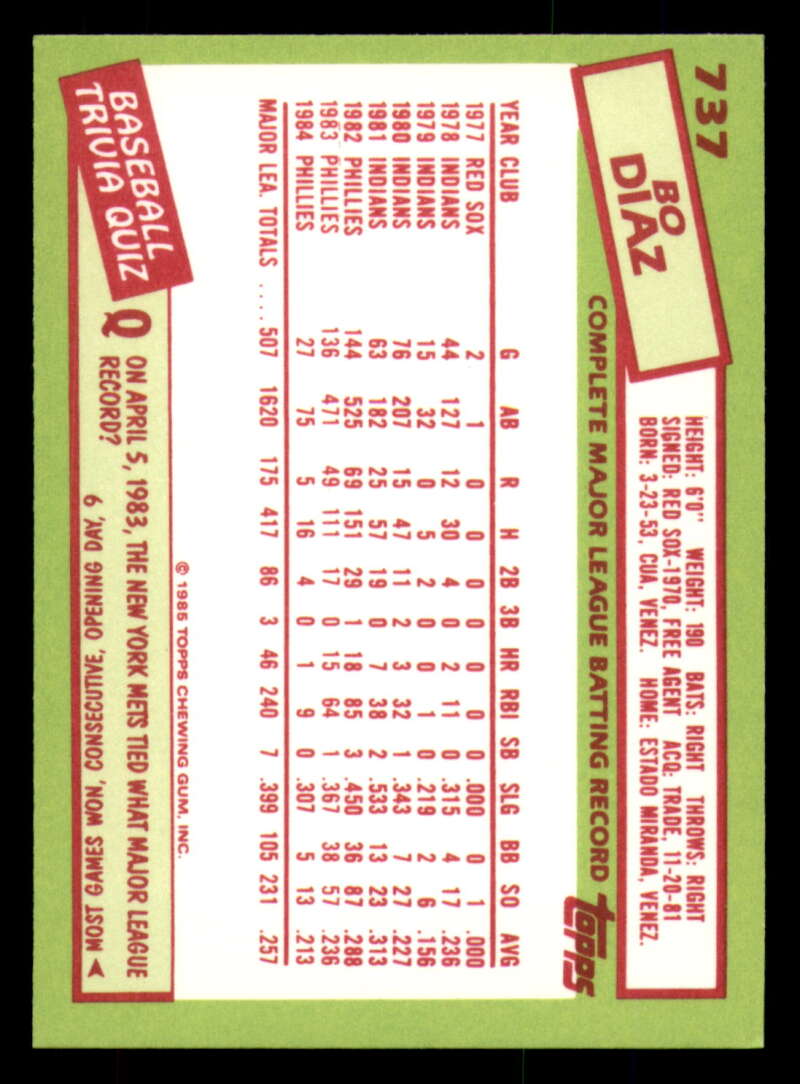 737
BO
DIAZ
HEIGHT: 6'0" WEIGHT: 190 BATS: RIGHT THROWS: RIGHT
SIGNED: RED SOX-1970, FREE AGENT ACQ: TRADE, 11-20-81
BORN: 3-23-53, CUA, VENEZ. HOME: ESTADO MIRANDA, VENEZ.
COMPLETE MAJOR LEAGUE BATTING RECORD topps
YEAR CLUB G AB R H 2B 3B HR RBI SB SLG BB SO AVG
1977 RED SOX 2 1 0 0 0 0 0 0 0 .000 0 1 .000
1978 INDIANS 44 127 12 30 4 0 2 11 0 .315 4 17 .236
1979 INDIANS 15 32 0 5 2 0 0 1 0 .219 2 6 .156
1980 INDIANS 76 207 15 47 11 2 3 32 1 .343 7 27 .227
1981 INDIANS 63 182 25 57 19 0 7 38 2 .533 13 23 .313
1982 PHILLIES 144 525 69 151 29 1 18 85 3 .450 36 87 .288
1983 PHILLIES 136 471 49 111 17 0 15 64 1 .367 38 57 .236
1984 PHILLIES 27 75 5 16 4 0 1 9 0 .307 5 13 .213
MAJOR LEA. TOTALS ..... 507 1620 175 417 86 3 46 240 7 .399 105 231 .257
© 1985 TOPPS CHEWING GUM, INC.
BASEBALL
TRIVIA QUIZ
Q ON APRIL 5, 1983, THE NEW YORK METS TIED WHAT MAJOR LEAGUE
RECORD?
MOST GAMES WON, CONSECUTIVE, OPENING DAY, 9